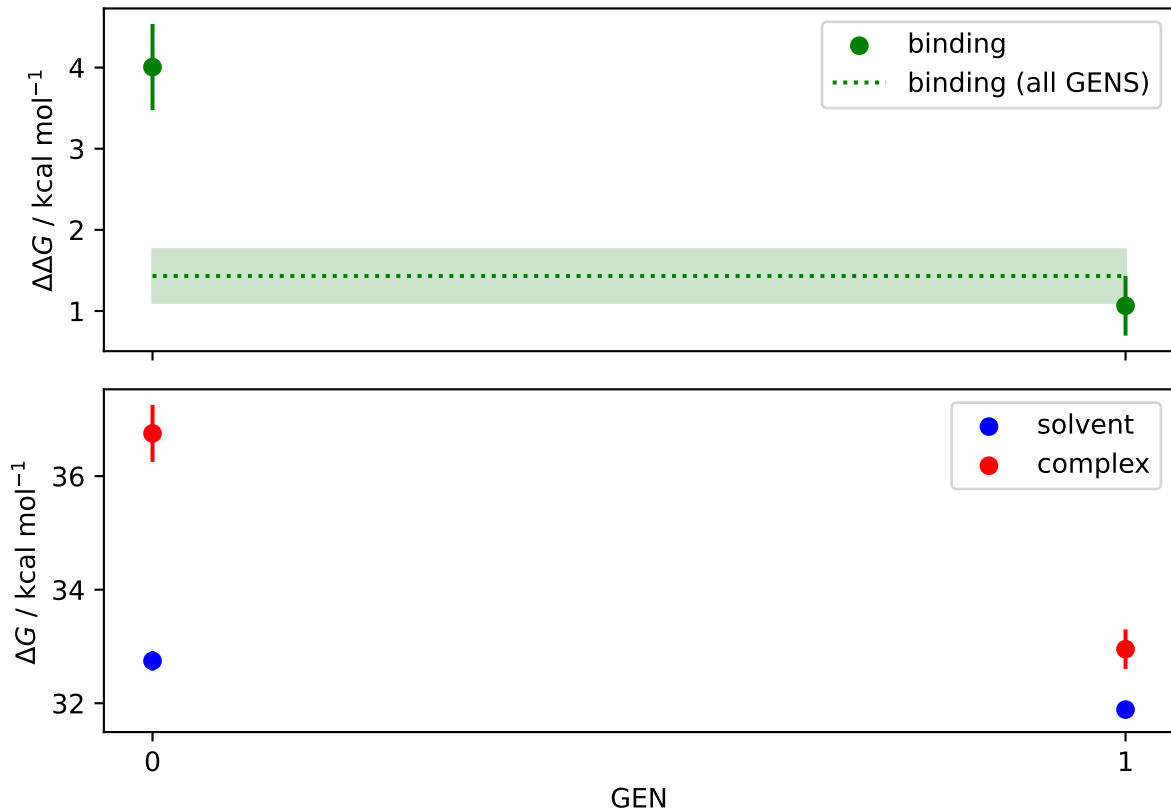 4
3
2
1
ΔΔG / kcal mol⁻¹
binding
binding (all GENS)
36
34
32
ΔG / kcal mol⁻¹
solvent
complex
0
1
GEN